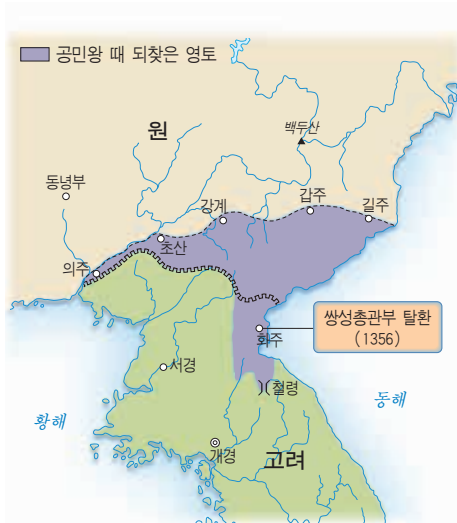 공민왕 때 되찾은 영토
원
백두산
동녕부
강계
갑주
길주
초산
의주
쌍성총관부 탈환
(1356)
화주
서경
철령
동해
황해
개경
고려